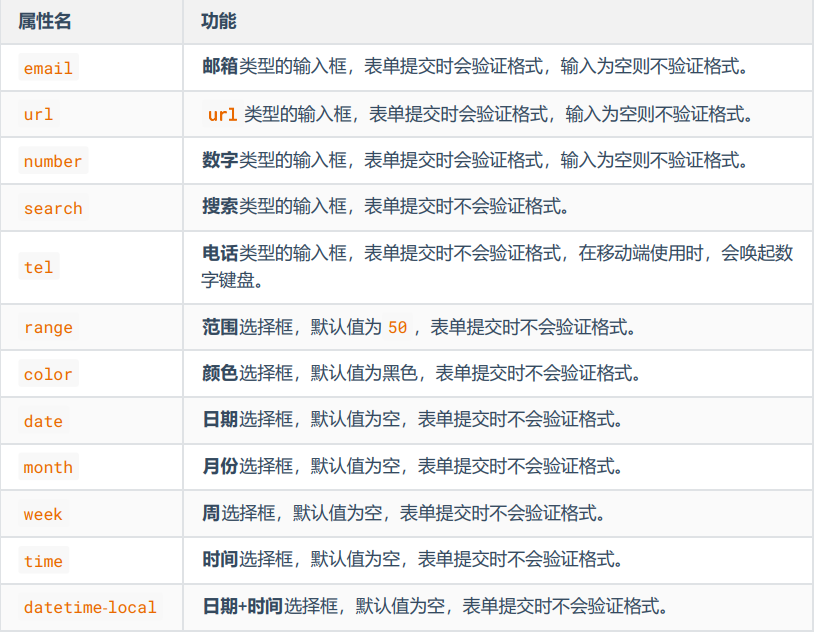 属性名 功能
email 邮箱类型的输入框，表单提交时会验证格式，输入为空则不验证格式。
url url 类型的输入框，表单提交时会验证格式，输入为空则不验证格式。
number 数字类型的输入框，表单提交时会验证格式，输入为空则不验证格式。
search 搜索类型的输入框，表单提交时不会验证格式。
tel 电话类型的输入框，表单提交时不会验证格式，在移动端使用时，会唤起数
字键盘。
range 范围选择框，默认值为 50 ，表单提交时不会验证格式。
color 颜色选择框，默认值为黑色，表单提交时不会验证格式。
date 日期选择框，默认值为空，表单提交时不会验证格式。
month 月份选择框，默认值为空，表单提交时不会验证格式。
week 周选择框，默认值为空，表单提交时不会验证格式。
time 时间选择框，默认值为空，表单提交时不会验证格式。
datetime-local 日期+时间选择框，默认值为空，表单提交时不会验证格式。